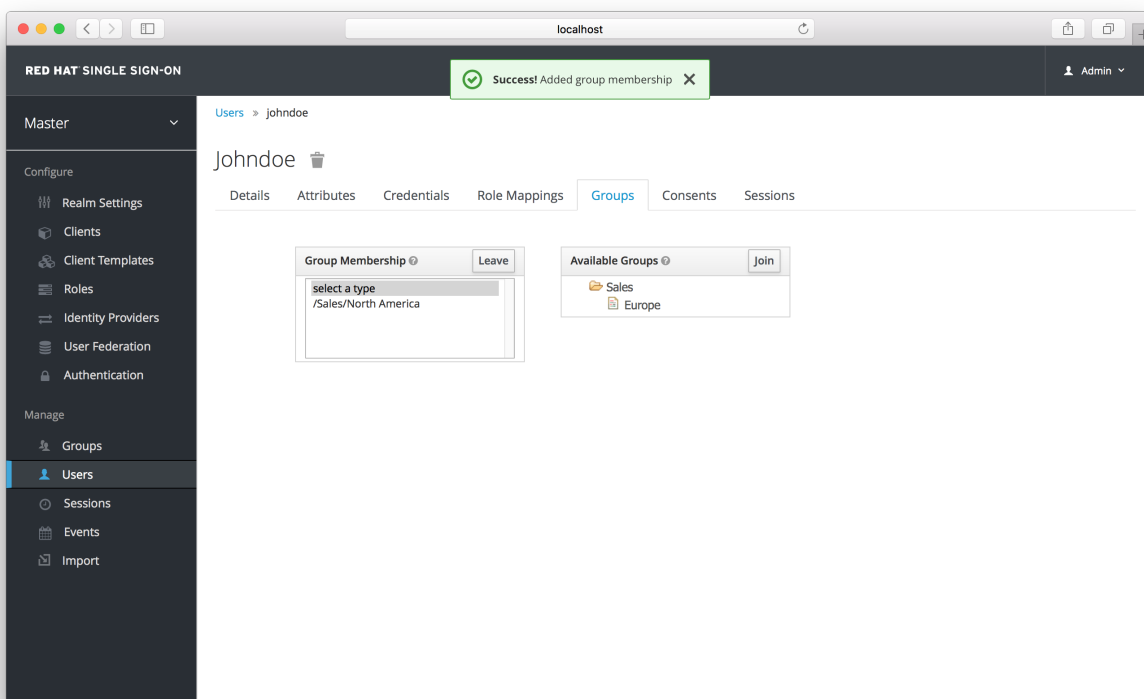 localhost
RED HAT SINGLE SIGN-ON
Success! Added group membership
Admin
Master
Users » johndoe
Johndoe
Details Attributes Credentials Role Mappings Groups Consents Sessions
Configure
Realm Settings
Clients
Client Templates
Roles
Identity Providers
User Federation
Authentication
Manage
Groups
Users
Sessions
Events
Import
Group Membership Leave
select a type
/Sales/North America
Available Groups Join
Sales
Europe